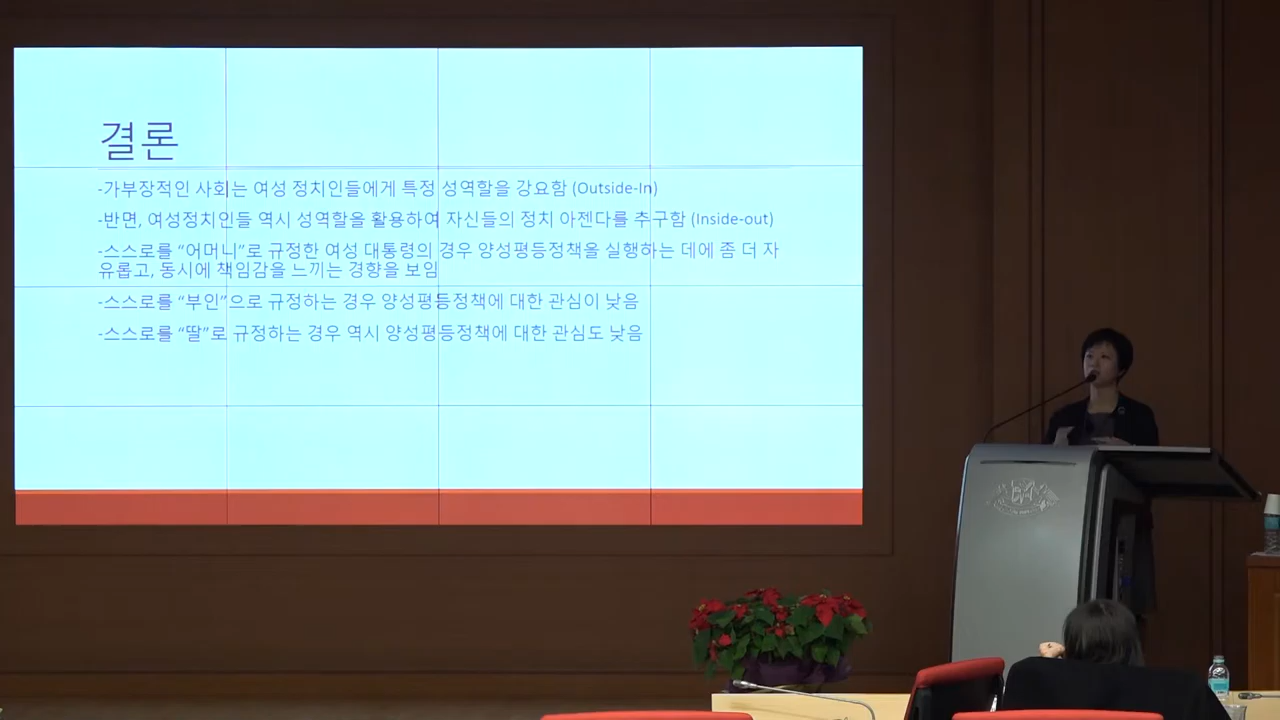 결론
-가부장적인 사회는 여성 정치인들에게 특정 성역할을 강요함 (Outside-In)
-반면, 여성정치인들 역시 성역할을 활용하여 자신들의 정치 아젠다를 추구함 (Inside-out)
-스스로를 “어머니”로 규정한 여성 대통령의 경우 양성평등정책을 실행하는 데에 좀 더 자
유롭고, 동시에 책임감을 느끼는 경향을 보임
-스스로를 “부인”으로 규정하는 경우 양성평등정책에 대한 관심이 낮음
-스스로를 “딸”로 규정하는 경우 역시 양성평등정책에 대한 관심도 낮음